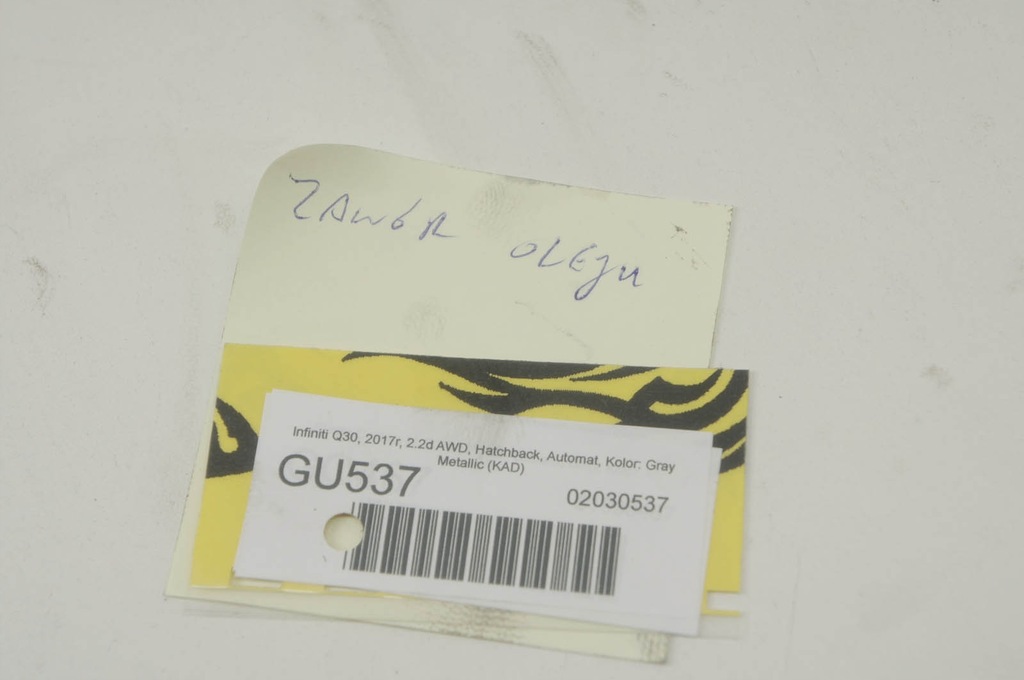 ZAWÓR OLEJU
Infiniti Q30, 2017r, 2.2d AWD, Hatchback, Automat, Kolor: Gray
Metallic (KAD)
GU537
02030537